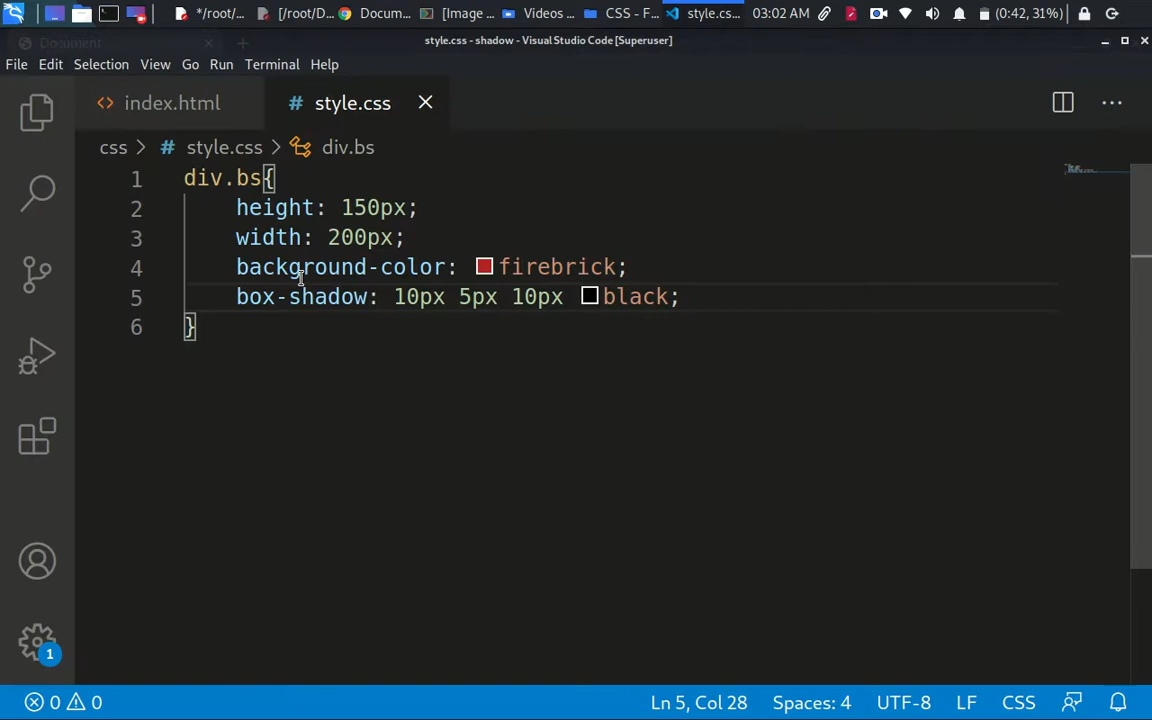 */root/... [/root/D... Docum... [Image ... Videos ... CSS - F... style.cs... 03:02 AM (0:42, 31%)
Document
style.css - shadow - Visual Studio Code [Superuser]
File Edit Selection View Go Run Terminal Help
index.html # style.css
css > # style.css > div.bs
1 div.bs{
2 height: 150px;
3 width: 200px;
4 background-color: firebrick;
5 box-shadow: 10px 5px 10px black;
6 }
1
0 0 Ln 5, Col 28 Spaces: 4 UTF-8 LF CSS